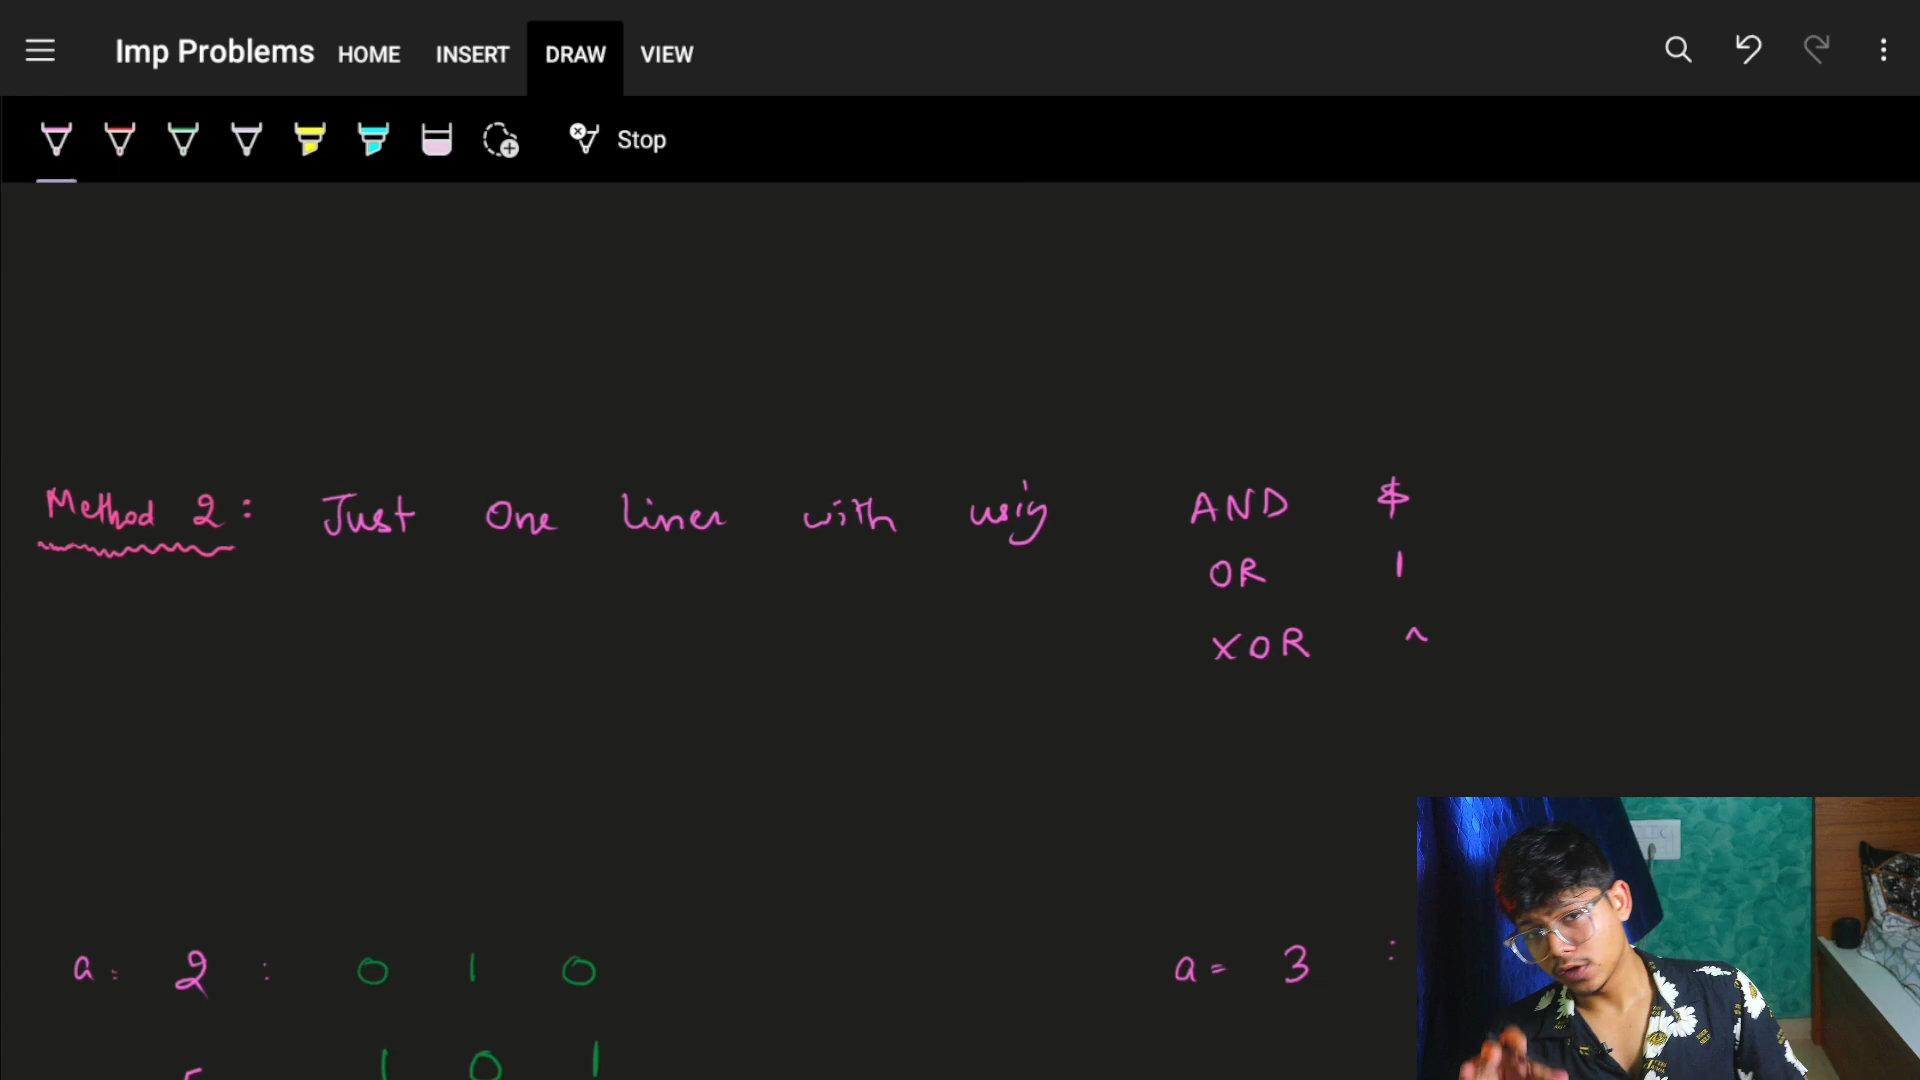 Imp Problems HOME INSERT DRAW VIEW
Stop
Method 2 : Just One Liner with usig AND $
OR |
XOR ^
a : 2 : 0 1 0 a = 3 :
1 0 1